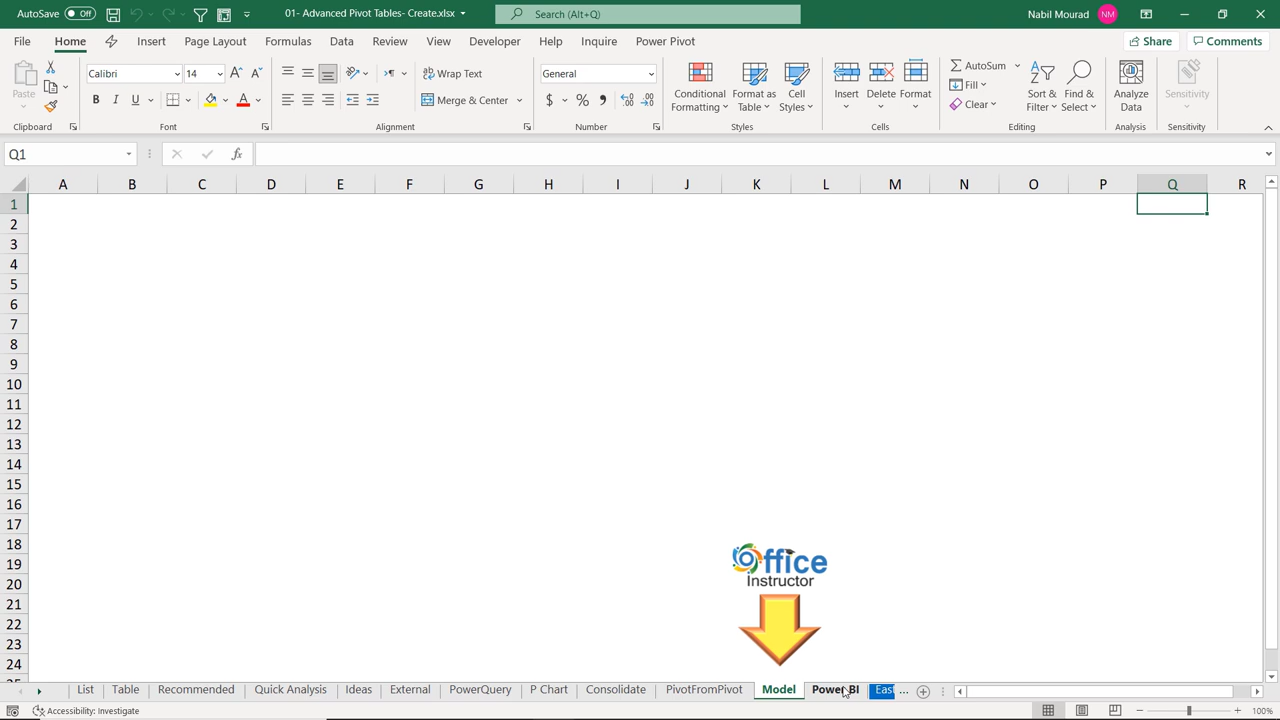 AutoSave Off
01- Advanced Pivot Tables- Create.xlsx
Search (Alt+Q)
Nabil Mourad NM
File Home Insert Page Layout Formulas Data Review View Developer Help Inquire Power Pivot Share Comments
Paste
Calibri 14
B I U A
Wrap Text
Merge & Center
General
$ %
Conditional Formatting
Format as Table
Cell Styles
Insert Delete Format
AutoSum
Fill
Clear
Sort & Filter
Find & Select
Analyze Data
Sensitivity
Clipboard Font Alignment Number Styles Cells Editing Analysis Sensitivity
Q1 fx
A B C D E F G H I J K L M N O P Q R
1
2
3
4
5
6
7
8
9
10
11
12
13
14
15
16
17
18
19
20
21
22
23
24
Office
Instructor
List Table Recommended Quick Analysis Ideas External PowerQuery P Chart Consolidate PivotFromPivot Model Power BI East ...
Accessibility: Investigate
100%